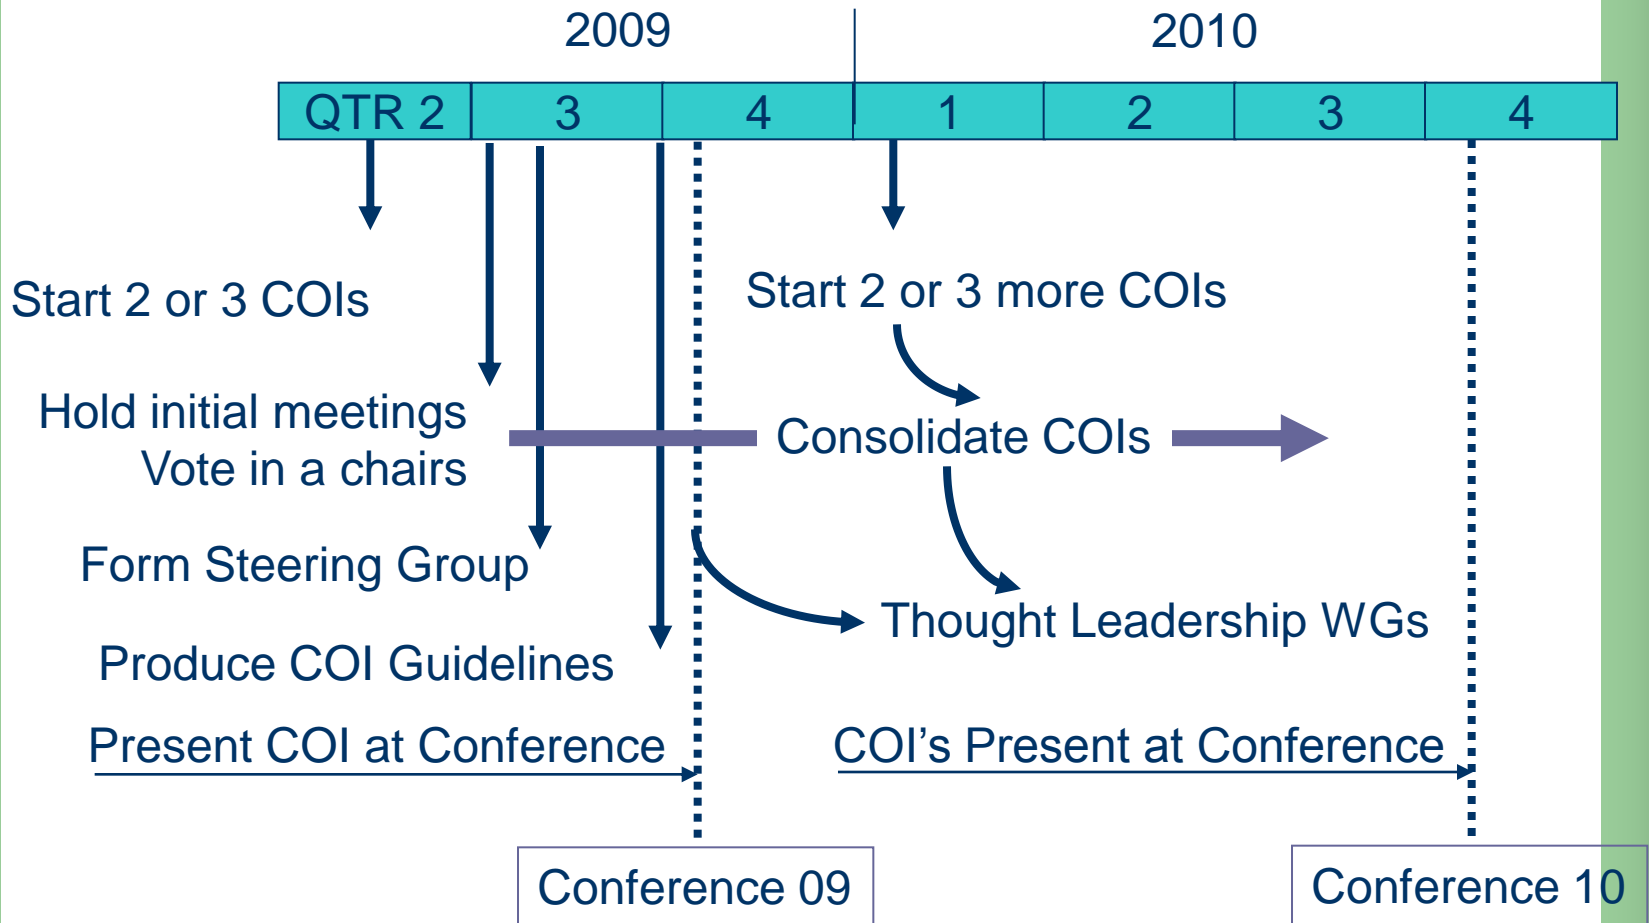 2009
2010
QTR 2 3 4 1 2 3 4
Start 2 or 3 COIs
Start 2 or 3 more COIs
Hold initial meetings
Vote in a chairs
Consolidate COIs
Form Steering Group
Thought Leadership WGs
Produce COI Guidelines
Present COI at Conference
COI’s Present at Conference
Conference 09
Conference 10